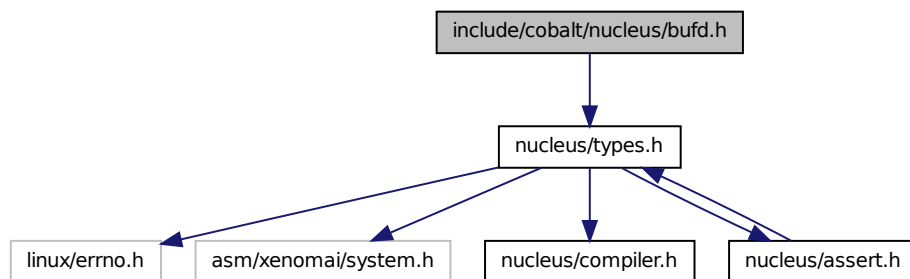 include/cobalt/nucleus/bufd.h
nucleus/types.h
linux/errno.h
asm/xenomai/system.h
nucleus/compiler.h
nucleus/assert.h